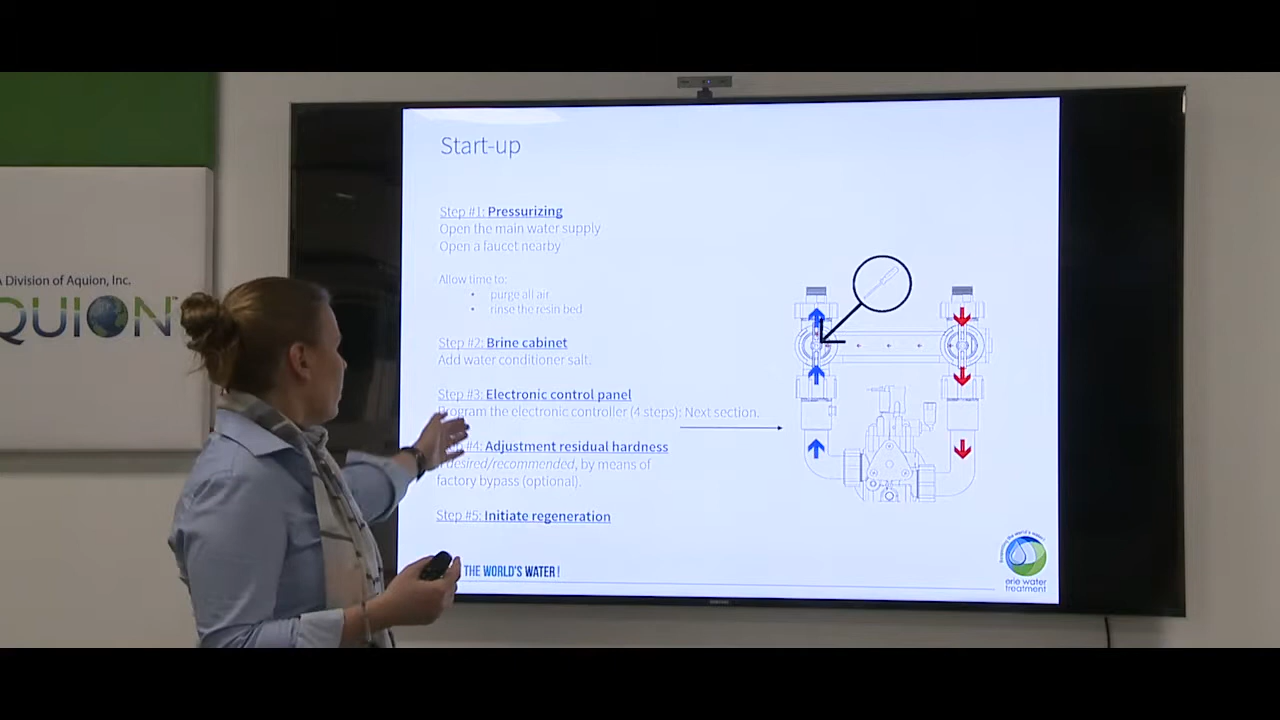 A Division of Aquion, Inc.
QUION
Start-up
Step #1: Pressurizing
Open the main water supply
Open a faucet nearby
Allow time to:
• purge all air
• rinse the resin bed
Step #2: Brine cabinet
Add water conditioner salt.
Step #3: Electronic control panel
Program the electronic controller (4 steps): Next section.
#4: Adjustment residual hardness
desired/recommended, by means of
factory bypass (optional).
Step #5: Initiate regeneration
THE WORLD'S WATER!
erie water
treatment